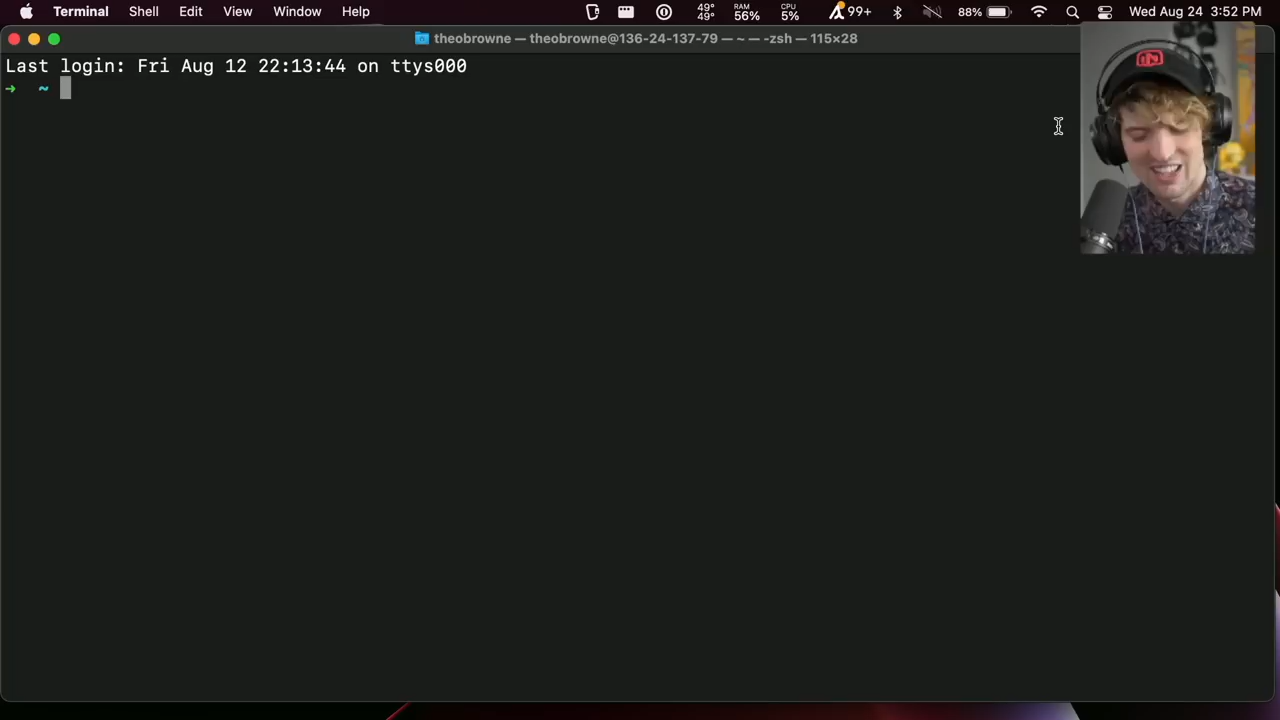 Terminal Shell Edit View Window Help 49° 49° RAM 56% CPU 5% 99+ 88% Wed Aug 24 3:52 PM
theobrowne — theobrowne@136-24-137-79 — ~ — -zsh — 115×28
Last login: Fri Aug 12 22:13:44 on ttys000
→ ~